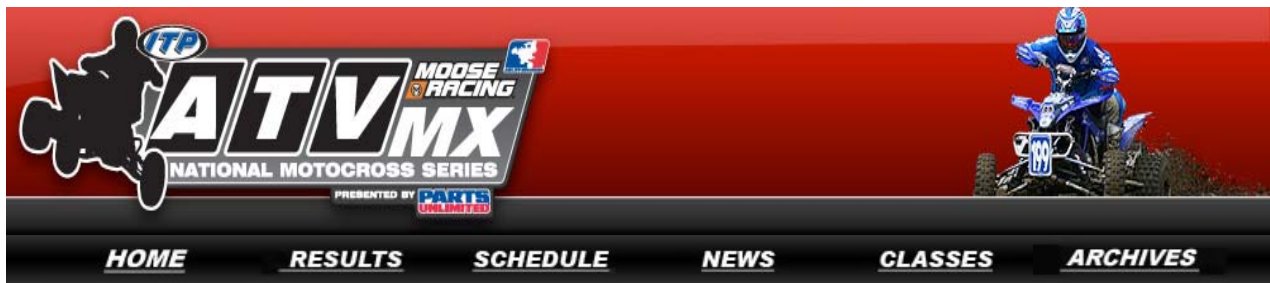 ITP
ATV
MOOSE
RACING
MX
NATIONAL MOTOCROSS SERIES
PRESENTED BY PARTS
UNLIMITED
199
HOME RESULTS SCHEDULE NEWS CLASSES ARCHIVES